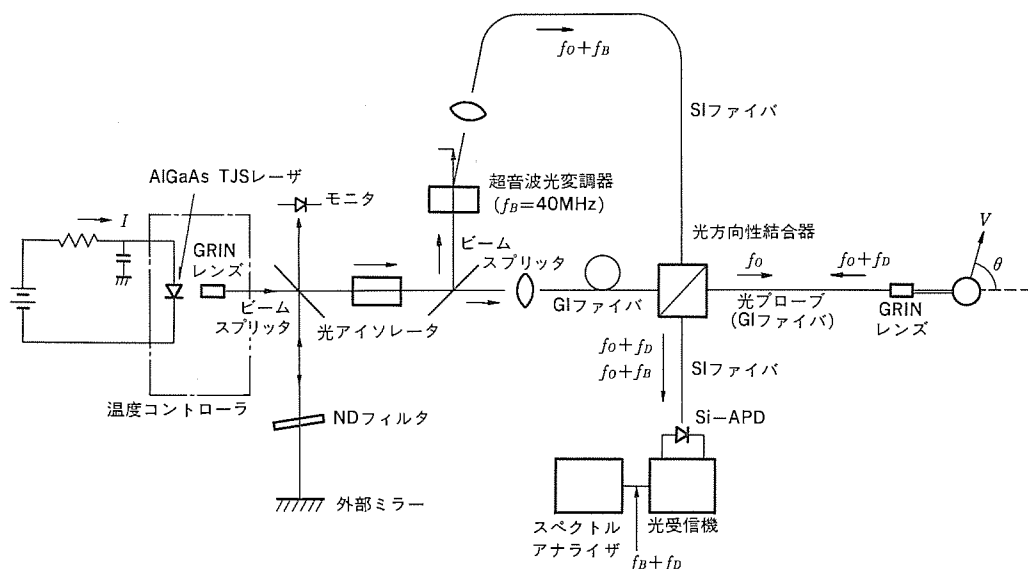 fO+fB
SIファイバ
AlGaAs TJSレーザ
モニタ
超音波光変調器
(fB=40MHz)
I
GRIN
レンズ
ビーム
スプリッタ
光方向性結合器
fO
fO+fD
V
θ
ビーム
スプリッタ
光アイソレータ
GIファイバ
光プローブ
(GIファイバ)
GRIN
レンズ
fO+fD
fO+fB
SIファイバ
温度コントローラ
NDフィルタ
Si-APD
外部ミラー
スペクトル
アナライザ
光受信機
fB+fD